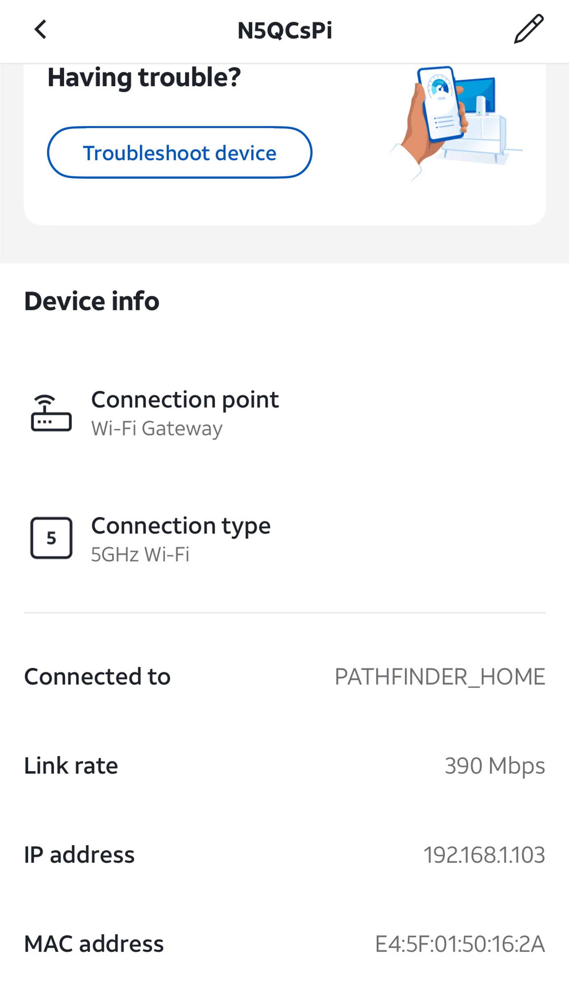 N5QCsPi
Having trouble?
Troubleshoot device
Device info
Connection point
Wi-Fi Gateway
5
Connection type
5GHz Wi-Fi
Connected to PATHFINDER_HOME
Link rate 390 Mbps
IP address 192.168.1.103
MAC address E4:5F:01:50:16:2A